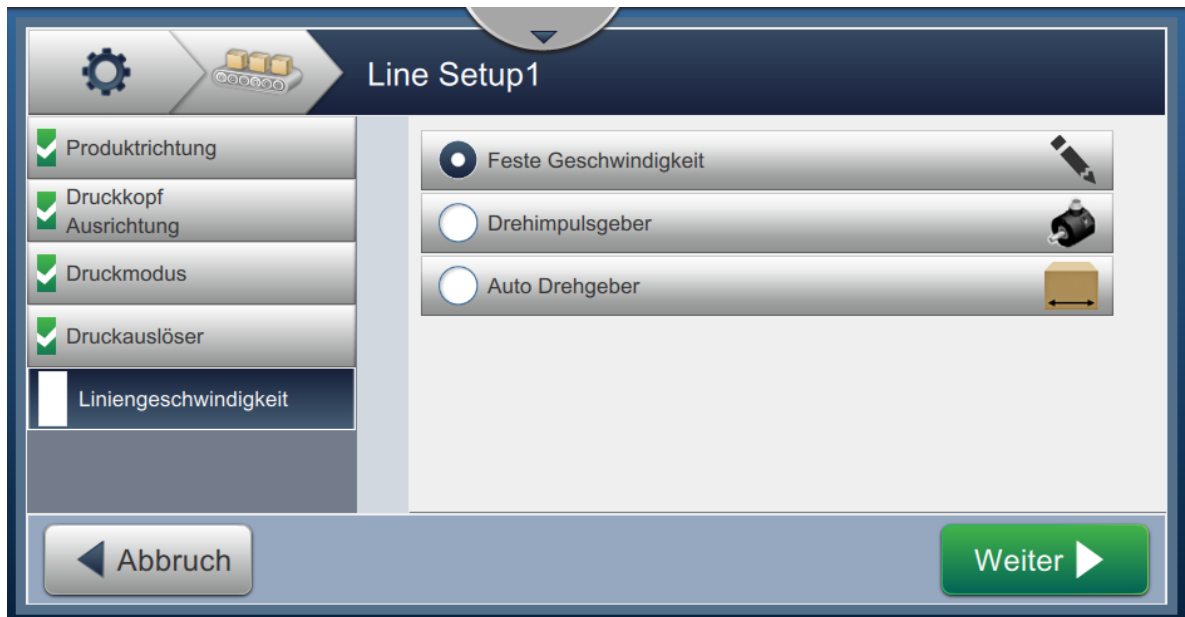 Line Setup1
Produktrichtung
Druckkopf
Ausrichtung
Druckmodus
Druckauslöser
Liniengeschwindigkeit
Feste Geschwindigkeit
Drehimpulsgeber
Auto Drehgeber
Abbruch
Weiter